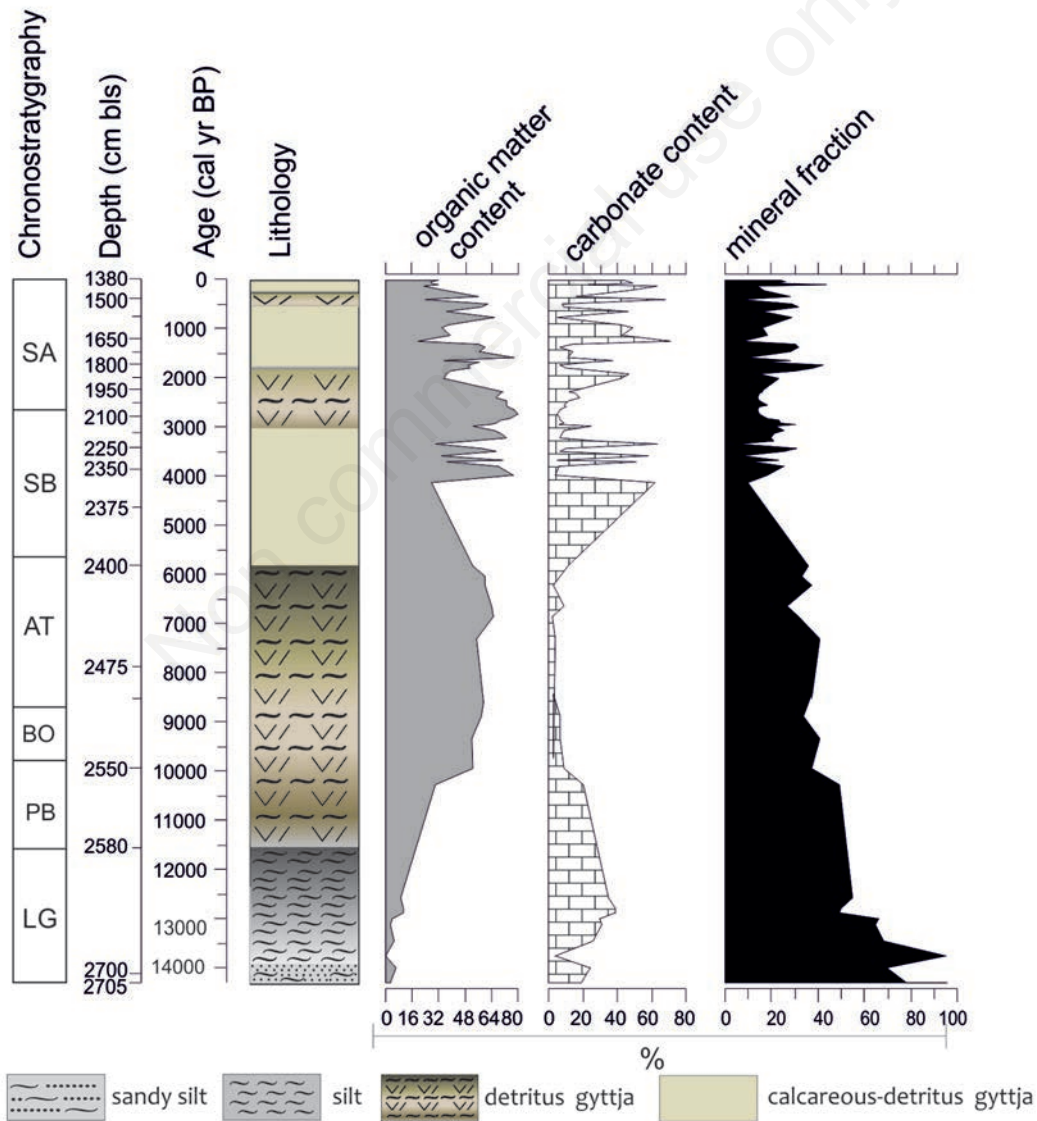 Non commercial use only
Chronostratygraphy
Depth (cm bls)
Age (cal yr BP)
Lithology
organic matter
content
carbonate content
mineral fraction
SA
SB
AT
BO
PB
LG
1380
1500
1650
1800
1950
2100
2250
2350
2375
2400
2475
2550
2580
2700
2705
0
1000
2000
3000
4000
5000
6000
7000
8000
9000
10000
11000
12000
13000
14000
0 16 32 48 64 80
0 20 40 60 80
0 20 40 60 80 100
%
sandy silt
silt
detritus gyttja
calcareous-detritus gyttja